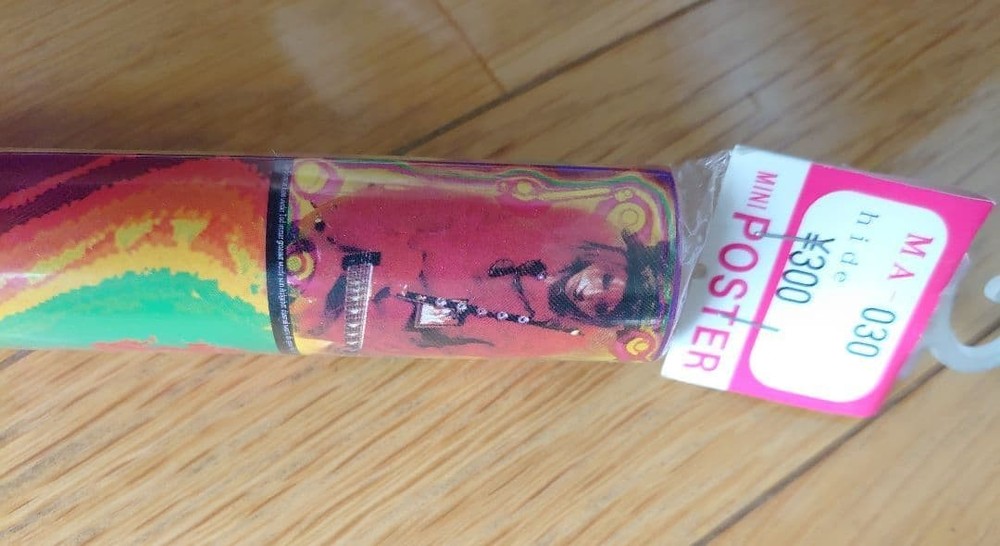 MA-030
hide
¥300
MINI POSTER